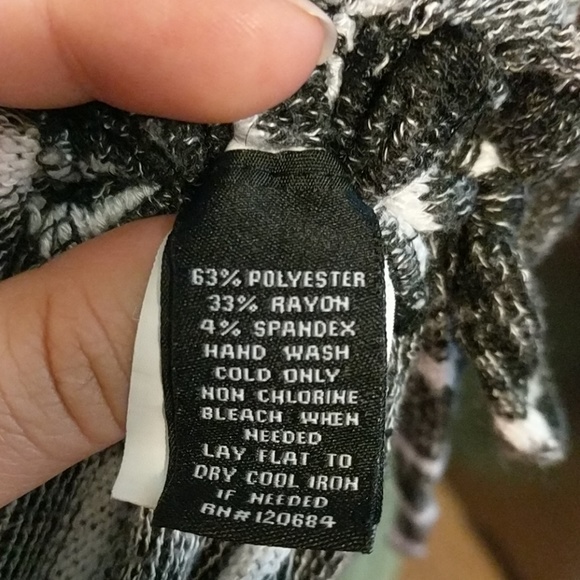 63% POLYESTER
33% RAYON
4% SPANDEX
HAND WASH
COLD ONLY
NON CHLORINE
BLEACH WHEN
NEEDED
LAY FLAT TO
DRY COOL IRON
IF NEEDED
RN#120684